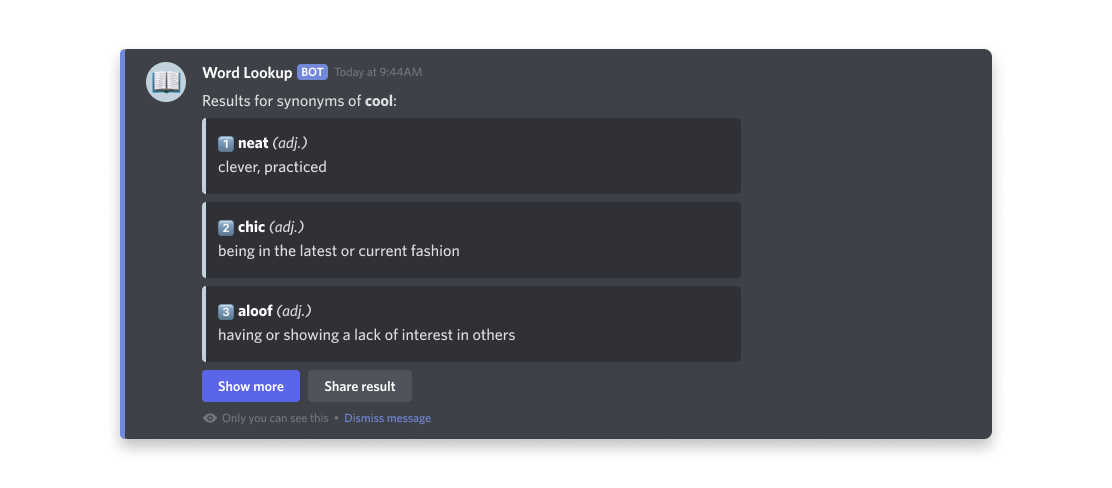 Word Lookup BOT Today at 9:44AM
Results for synonyms of cool:
1 neat (adj.)
clever, practiced
2 chic (adj.)
being in the latest or current fashion
3 aloof (adj.)
having or showing a lack of interest in others
Show more Share result
Only you can see this • Dismiss message